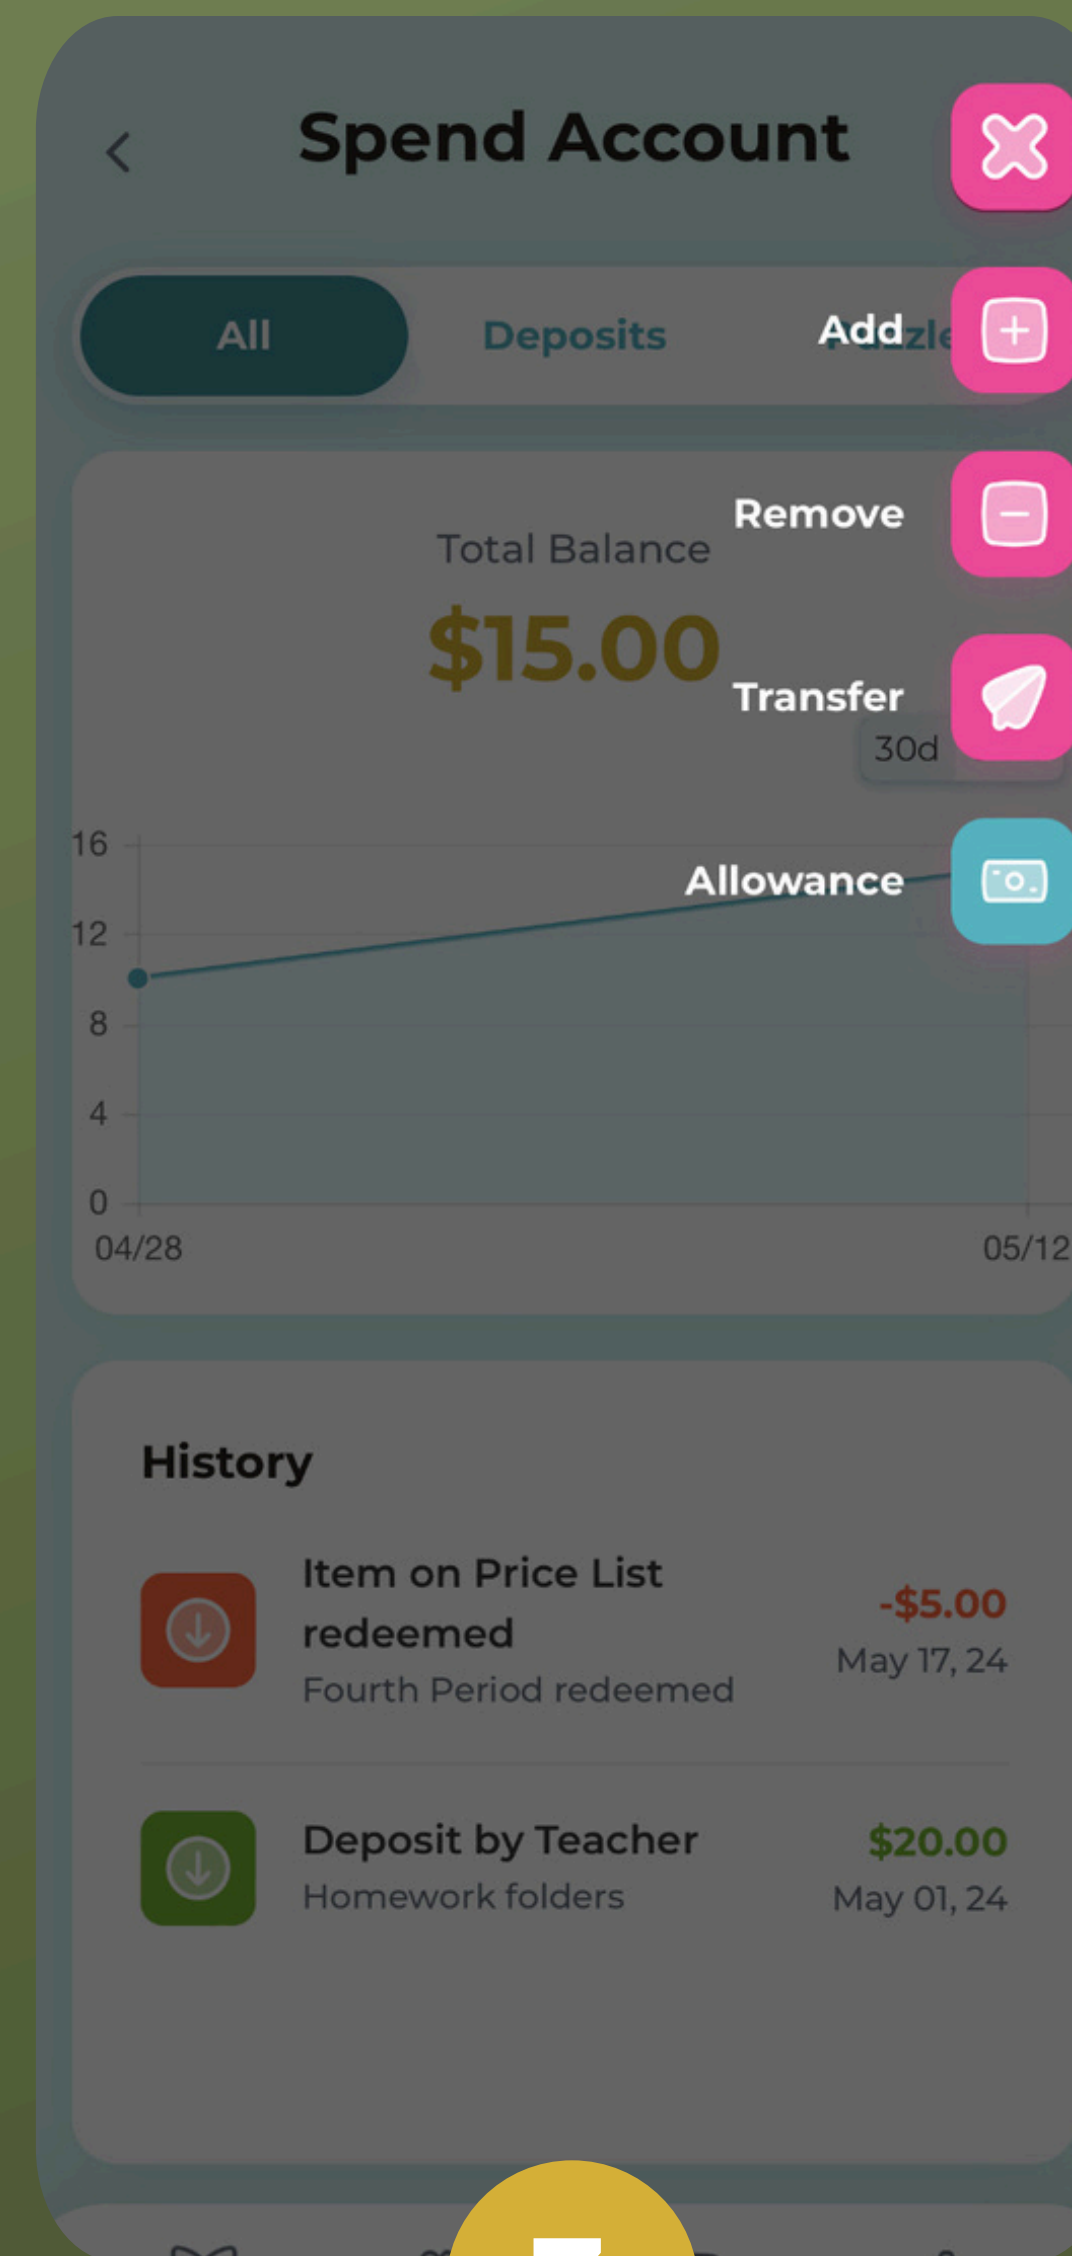 Spend Account
All
Deposits
Add
Remove
Total Balance
$15.00
Transfer
30d
16
Allowance
12
8
4
0
04/28
05/12
History
Item on Price List
redeemed
-$5.00
Fourth Period redeemed
May 17, 24
Deposit by Teacher
$20.00
Homework folders
May 01, 24